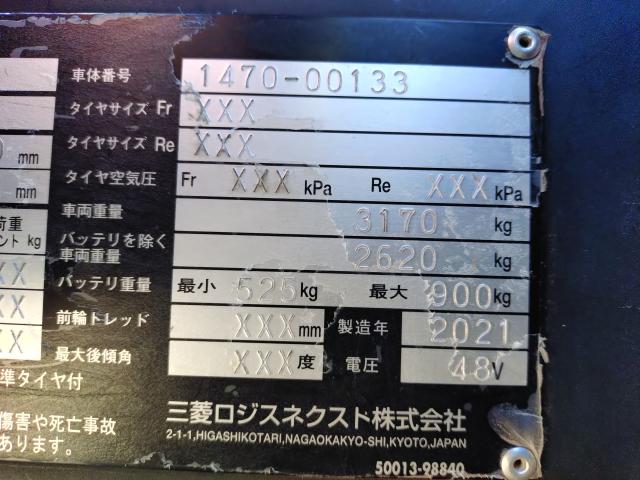 車体番号 1470-00133
タイヤサイズ Fr XXX
タイヤサイズ Re XXX
mm
タイヤ空気圧 Fr XXX kPa Re XXX kPa
mm
車両重量 3170 kg
荷重
バッテリを除く
車両重量 2620 kg
ント kg
バッテリ重量 最小 525 kg 最大 900 kg
XX
前輪トレッド XXX mm 製造年 2021
XX
最大後傾角 XXX 度 電圧 48 V
XX
準タイヤ付
三菱ロジスネクスト株式会社
2-1-1,HIGASHIKOTARI,NAGAOKAKYO-SHI,KYOTO,JAPAN
傷害や死亡事故
あります。
50013-98840